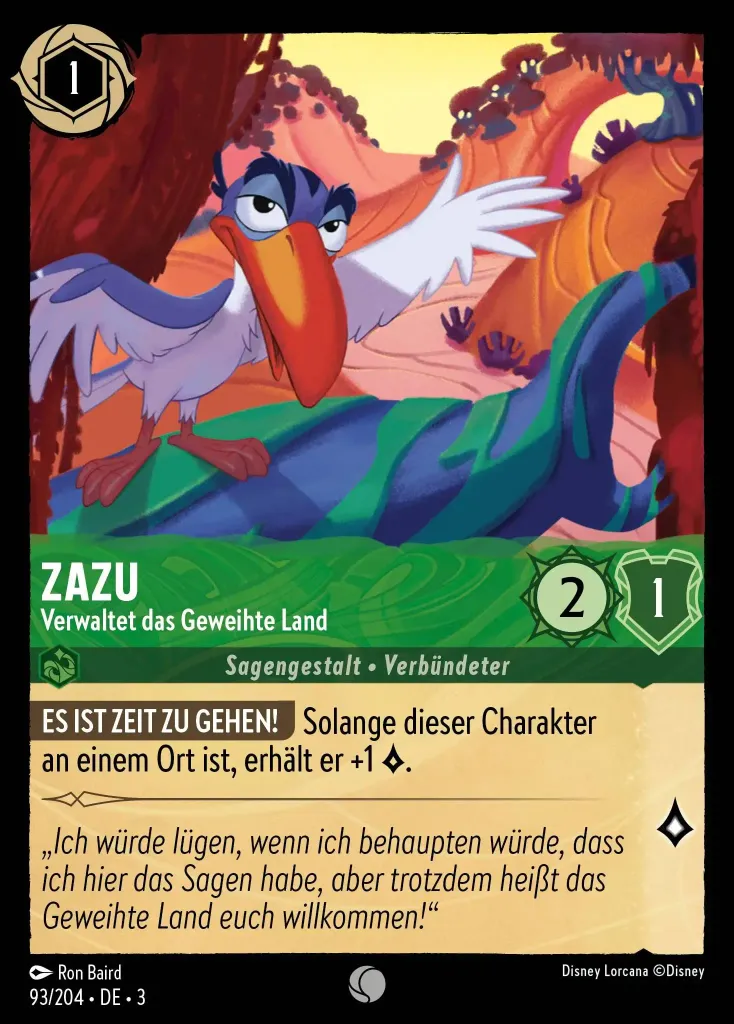 1
ZAZU
Verwaltet das Geweihte Land
2
1
Sagengestalt • Verbündeter
ES IST ZEIT ZU GEHEN! Solange dieser Charakter
an einem Ort ist, erhält er +1 .
„Ich würde lügen, wenn ich behaupten würde, dass
ich hier das Sagen habe, aber trotzdem heißt das
Geweihte Land euch willkommen!“
Ron Baird
Disney Lorcana ©Disney
93/204 • DE • 3